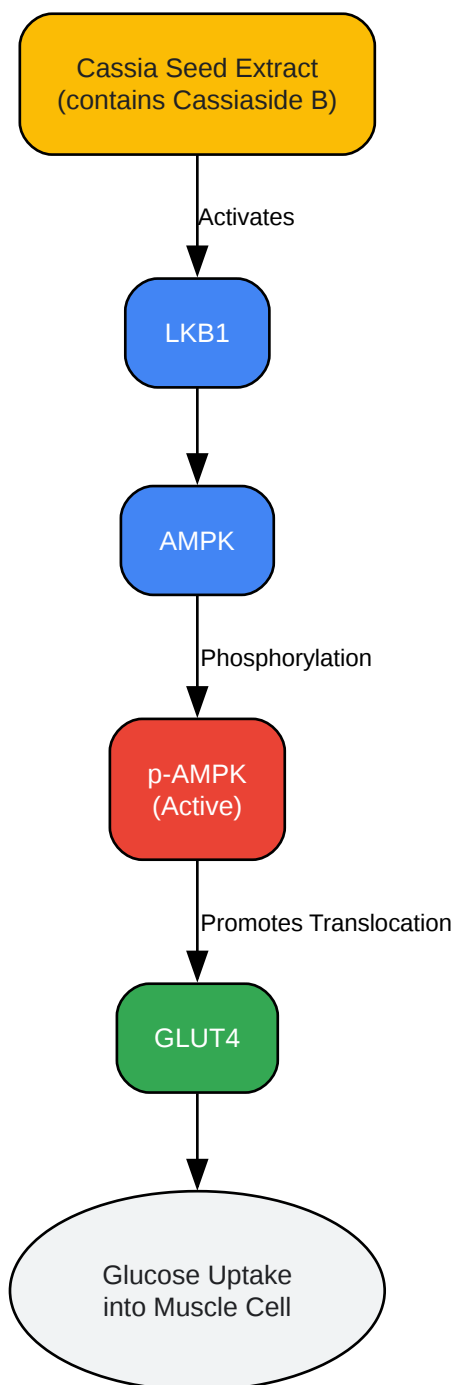 Cassia Seed Extract
(contains Cassiaside B)
Activates
LKB1
AMPK
Phosphorylation
p-AMPK
(Active)
Promotes Translocation
GLUT4
Glucose Uptake
into Muscle Cell